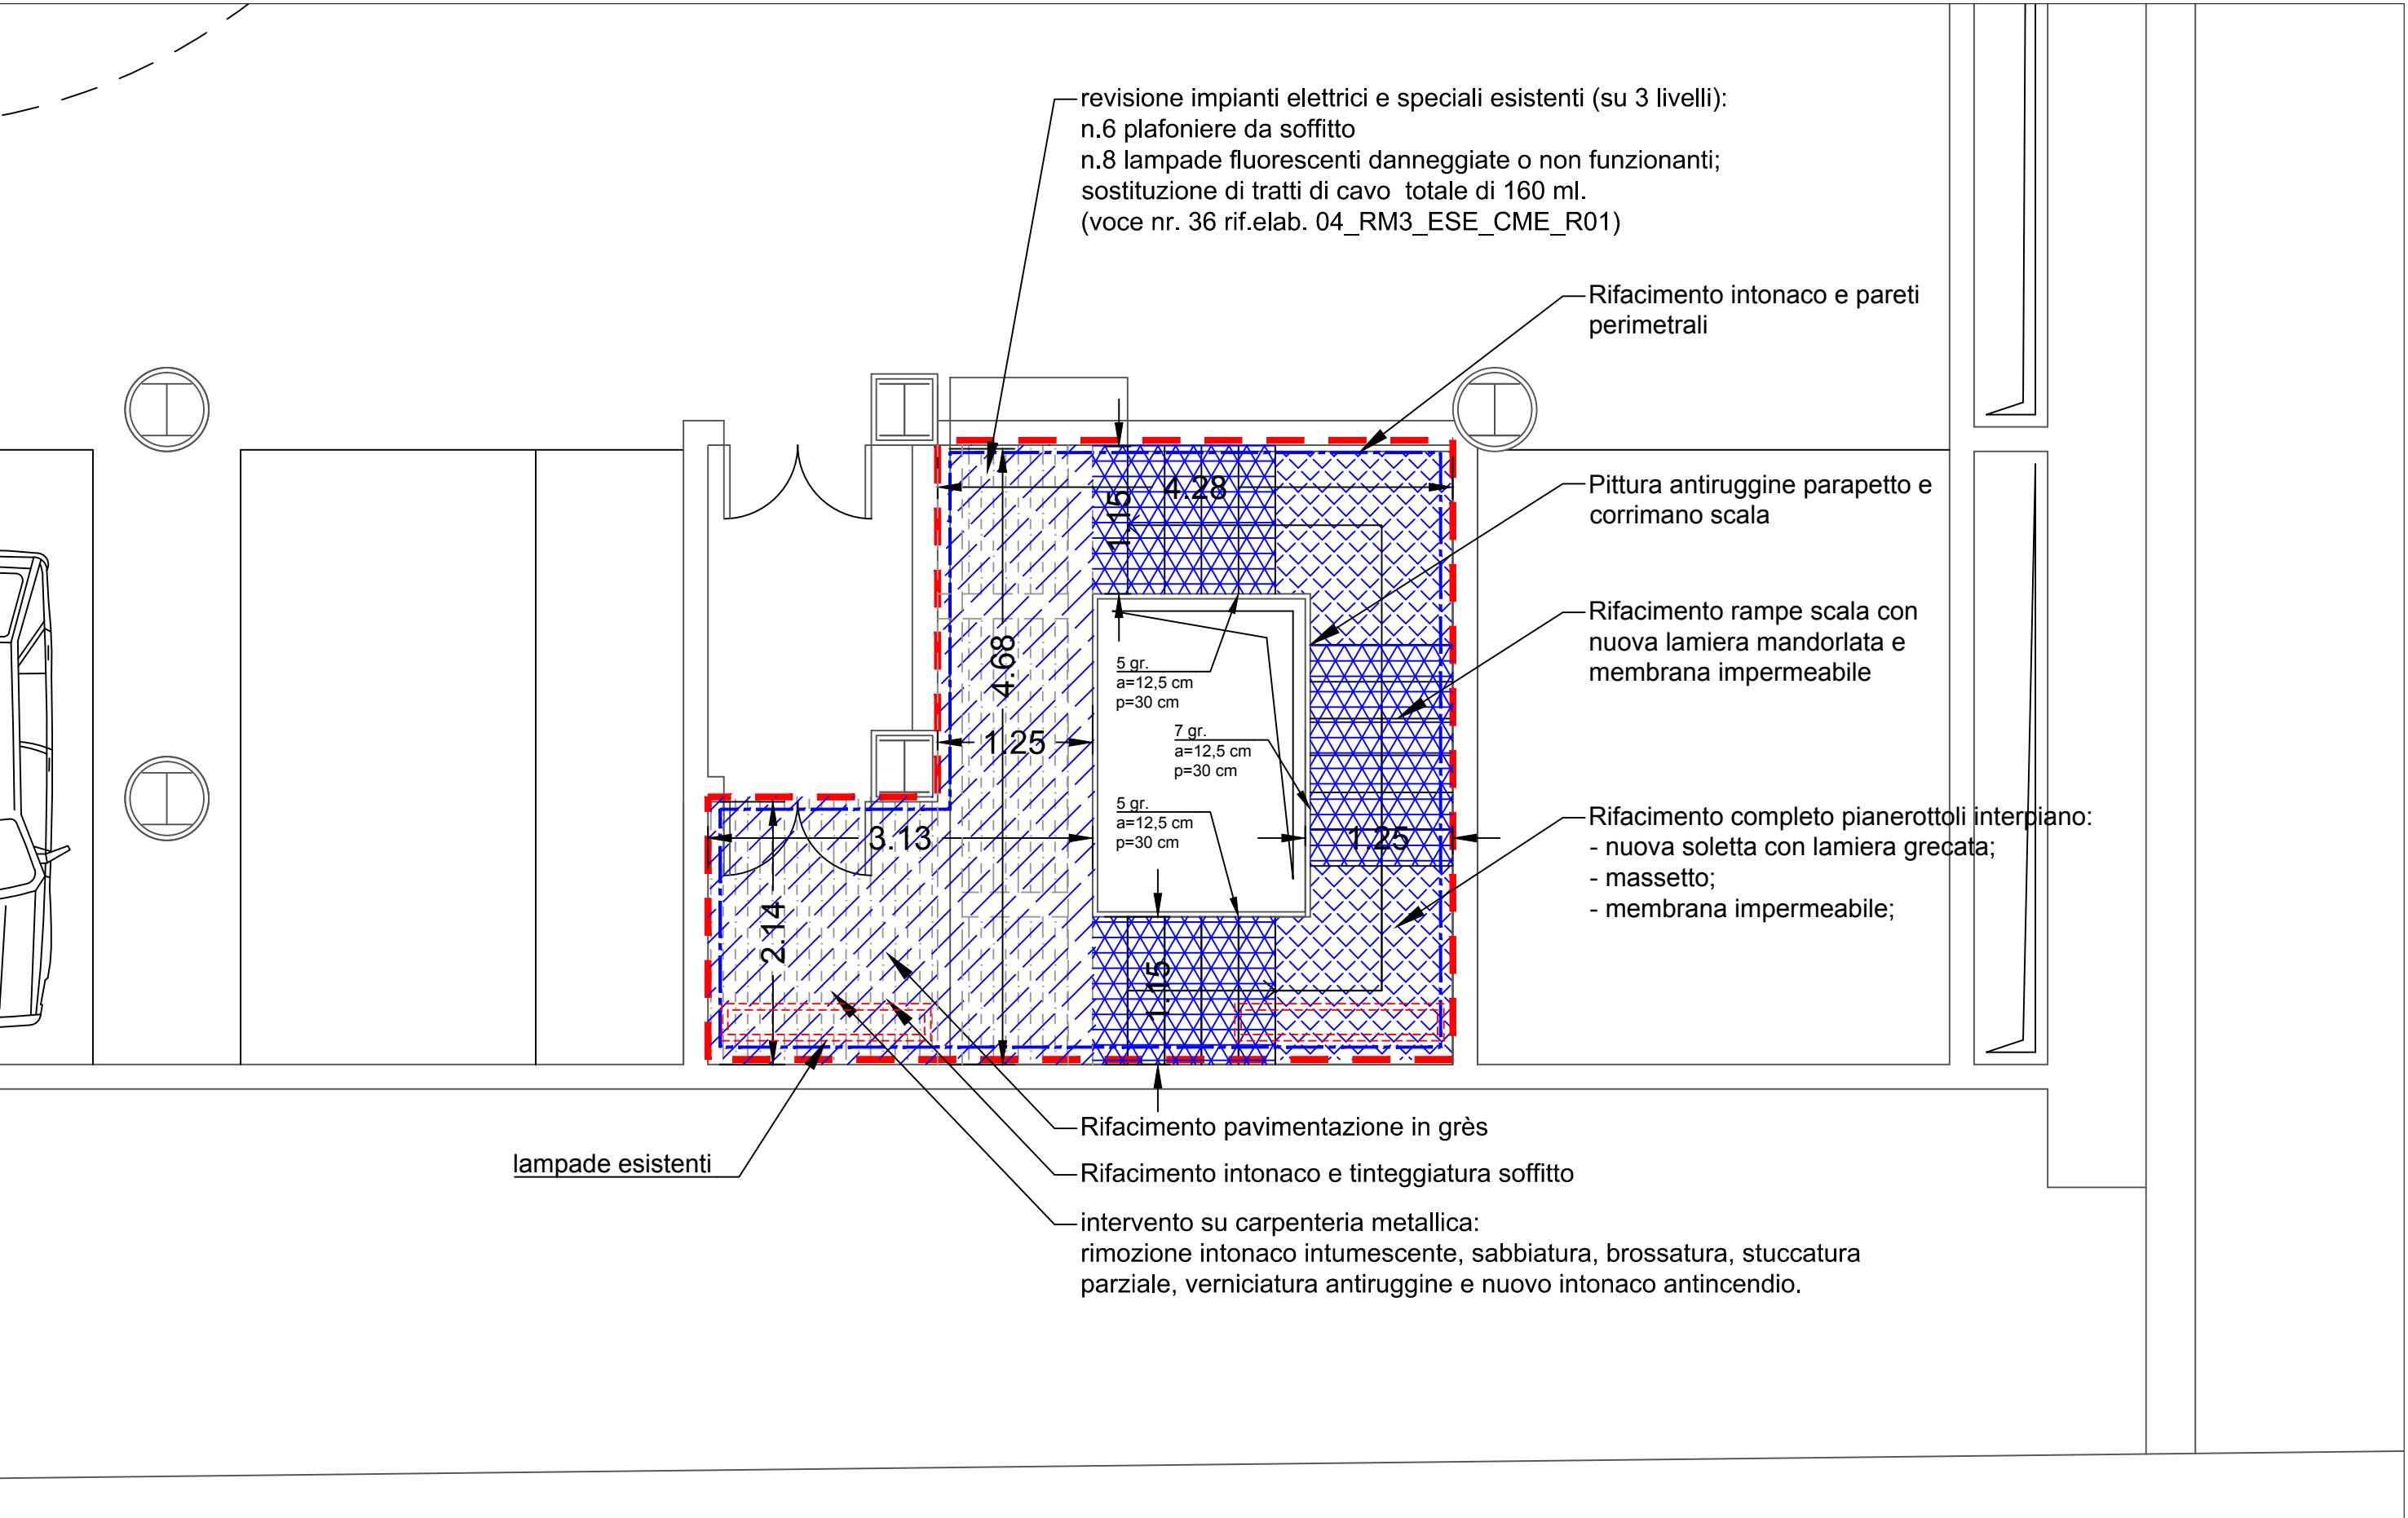 revisione impianti elettrici e speciali esistenti (su 3 livelli):
n.6 plafoniere da soffitto
n.8 lampade fluorescenti danneggiate o non funzionanti;
sostituzione di tratti di cavo  totale di 160 ml.
(voce nr. 36 rif.elab. 04_RM3_ESE_CME_R01)
Rifacimento intonaco e pareti
perimetrali
Pittura antiruggine parapetto e
corrimano scala
Rifacimento rampe scala con
nuova lamiera mandorlata e
membrana impermeabile
Rifacimento completo pianerottoli interpiano:
- nuova soletta con lamiera grecata;
- massetto;
- membrana impermeabile;
4.28
1.15
4.68
5 gr.
a=12,5 cm
p=30 cm
1.25
7 gr.
a=12,5 cm
p=30 cm
5 gr.
a=12,5 cm
p=30 cm
3.13
1.25
2.14
1.15
Rifacimento pavimentazione in grès
lampade esistenti
Rifacimento intonaco e tinteggiatura soffitto
intervento su carpenteria metallica:
rimozione intonaco intumescente, sabbiatura, brossatura, stuccatura
parziale, verniciatura antiruggine e nuovo intonaco antincendio.